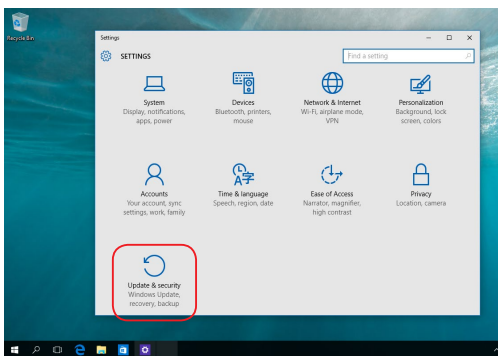 Recycle Bin
Settings
SETTINGS
Find a setting
System
Display, notifications,
apps, power
Devices
Bluetooth, printers,
mouse
Network & Internet
Wi-Fi, airplane mode,
VPN
Personalization
Background, lock
screen, colors
Accounts
Your account, sync
settings, work, family
Time & language
Speech, region, date
Ease of Access
Narrator, magnifier,
high contrast
Privacy
Location, camera
Update & security
Windows Update,
recovery, backup